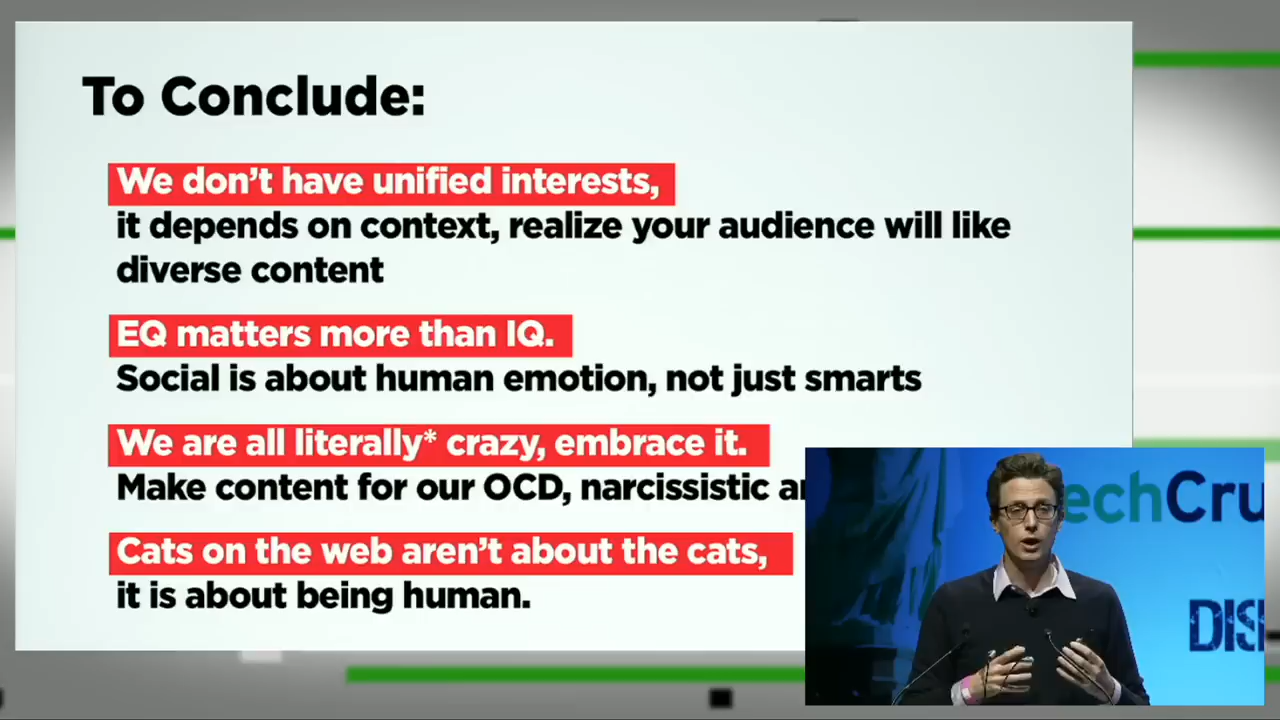 To Conclude:
We don't have unified interests,
it depends on context, realize your audience will like
diverse content
EQ matters more than IQ.
Social is about human emotion, not just smarts
We are all literally* crazy, embrace it.
Make content for our OCD, narcissistic
Cats on the web aren't about the cats,
it is about being human.
echCru
DIS